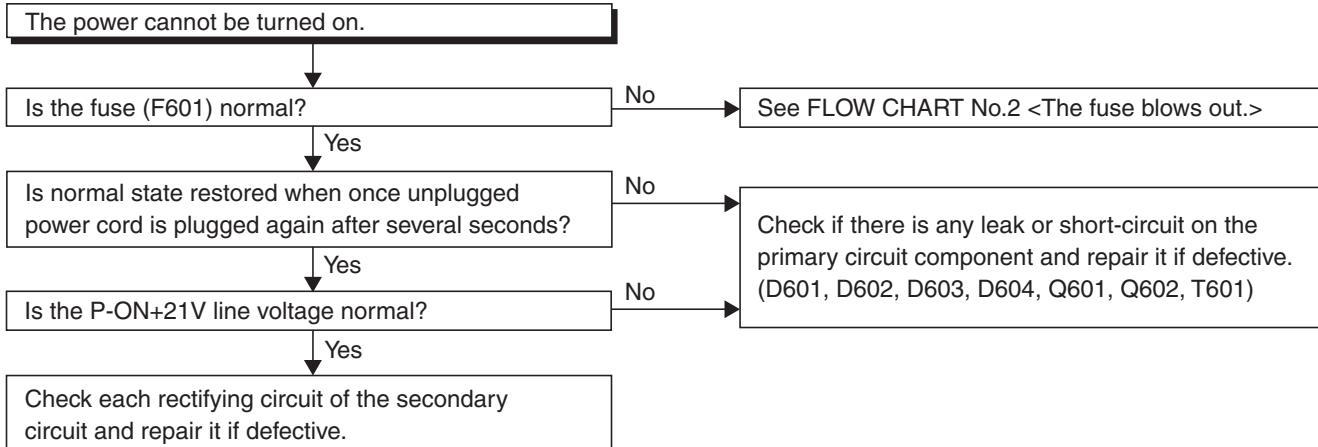 The power cannot be turned on.
Is the fuse (F601) normal?
No
See FLOW CHART No.2 <The fuse blows out.>
Yes
Is normal state restored when once unplugged
power cord is plugged again after several seconds?
No
Check if there is any leak or short-circuit on the
primary circuit component and repair it if defective.
(D601, D602, D603, D604, Q601, Q602, T601)
Yes
Is the P-ON+21V line voltage normal?
No
Yes
Check each rectifying circuit of the secondary
circuit and repair it if defective.